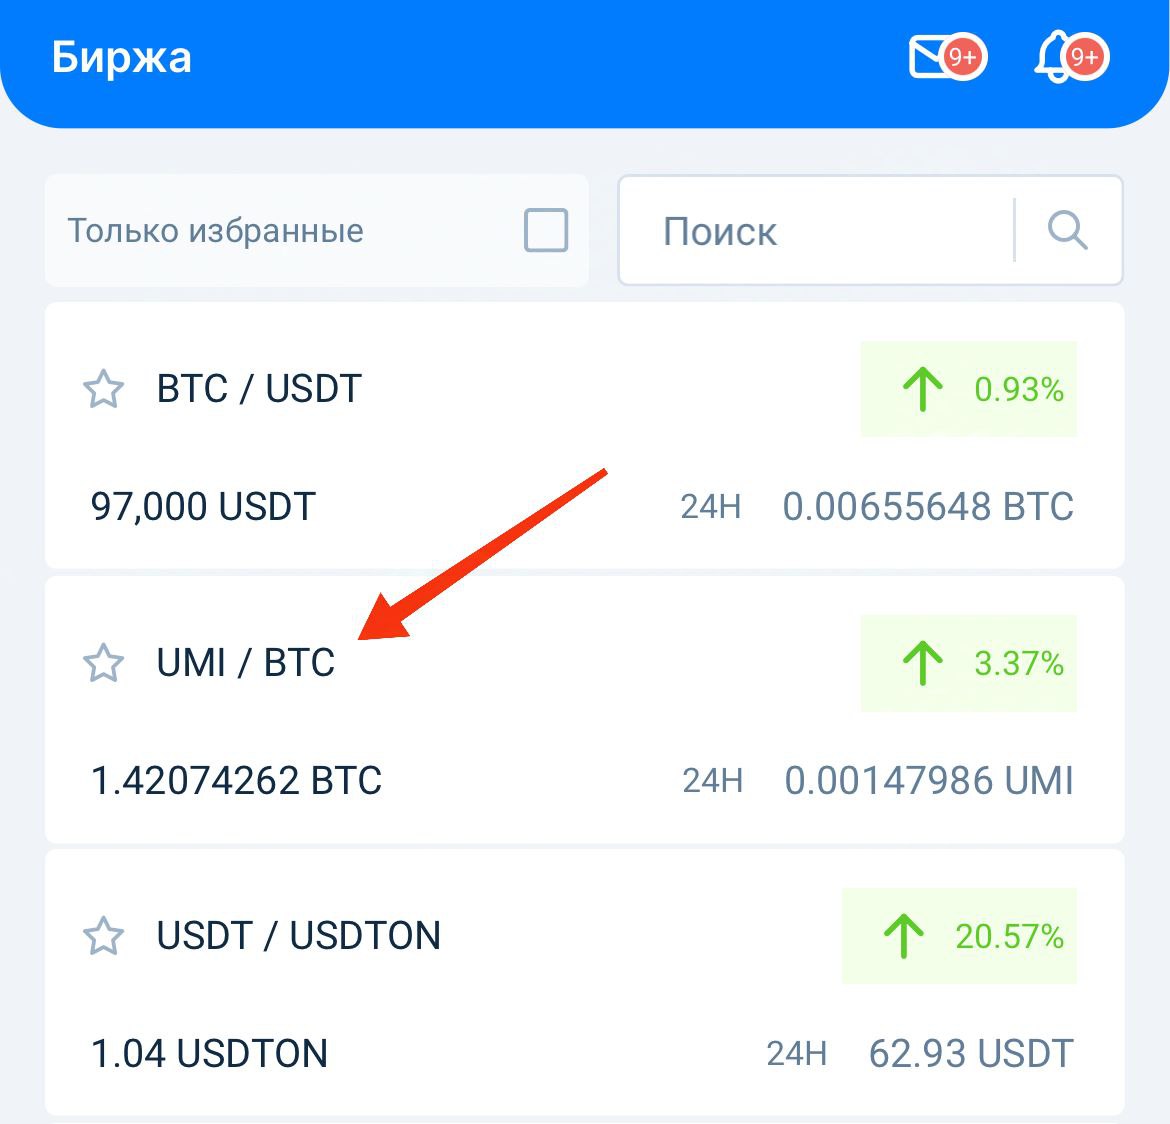 Биржа
9+
9+
Только избранные
Поиск
BTC / USDT
0.93%
97,000 USDT
24H 0.00655648 BTC
UMI / BTC
3.37%
1.42074262 BTC
24H 0.00147986 UMI
USDT / USDTON
20.57%
1.04 USDTON
24H 62.93 USDT